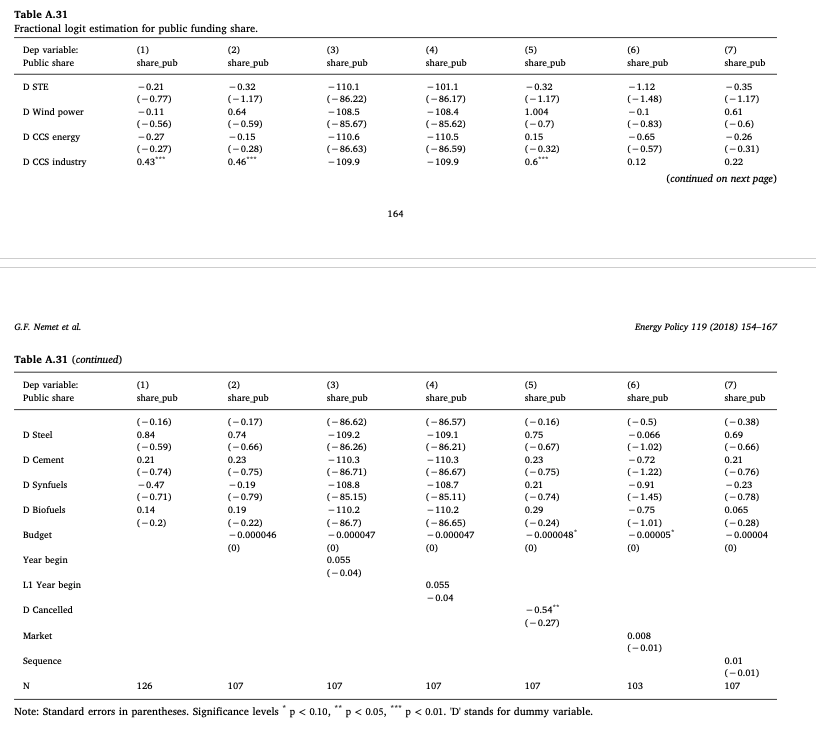 Table A.31
Fractional logit estimation for public funding share.
Dep variable: (1) (2) (3) (4) (5) (6) (7)
Public share share_pub share_pub share_pub share_pub share_pub share_pub share_pub
D STE −0.21 −0.32 −110.1 −101.1 −0.32 −1.12 −0.35
(−0.77) (−1.17) (−86.22) (−86.17) (−1.17) (−1.48) (−1.17)
D Wind power −0.11 0.64 −108.5 −108.4 1.004 −0.1 0.61
(−0.56) (−0.59) (−85.67) (−85.62) (−0.7) (−0.83) (−0.6)
D CCS energy −0.27 −0.15 −110.6 −110.5 0.15 −0.65 −0.26
(−0.27) (−0.28) (−86.63) (−86.59) (−0.32) (−0.57) (−0.31)
D CCS industry 0.43*** 0.46*** −109.9 −109.9 0.6*** 0.12 0.22
(continued on next page)
164
G.F. Nemet et al. Energy Policy 119 (2018) 154–167
Table A.31 (continued)
Dep variable: (1) (2) (3) (4) (5) (6) (7)
Public share share_pub share_pub share_pub share_pub share_pub share_pub share_pub
(−0.16) (−0.17) (−86.62) (−86.57) (−0.16) (−0.5) (−0.38)
D Steel 0.84 0.74 −109.2 −109.1 0.75 −0.066 0.69
(−0.59) (−0.66) (−86.26) (−86.21) (−0.67) (−1.02) (−0.66)
D Cement 0.21 0.23 −110.3 −110.3 0.23 −0.72 0.21
(−0.74) (−0.75) (−86.71) (−86.67) (−0.75) (−1.22) (−0.76)
D Synfuels −0.47 −0.19 −108.8 −108.7 0.21 −0.91 −0.23
(−0.71) (−0.79) (−85.15) (−85.11) (−0.74) (−1.45) (−0.78)
D Biofuels 0.14 0.19 −110.2 −110.2 0.29 −0.75 0.065
(−0.2) (−0.22) (−86.7) (−86.65) (−0.24) (−1.01) (−0.28)
Budget −0.000046 −0.000047 −0.000047 −0.000048* −0.00005* −0.00004
(0) (0) (0) (0) (0) (0)
Year begin 0.055
(−0.04)
L1 Year begin 0.055
−0.04
D Cancelled −0.54**
(−0.27)
Market 0.008
(−0.01)
Sequence 0.01
(−0.01)
N 126 107 107 107 107 103 107
Note: Standard errors in parentheses. Significance levels * p < 0.10, ** p < 0.05, *** p < 0.01. 'D' stands for dummy variable.